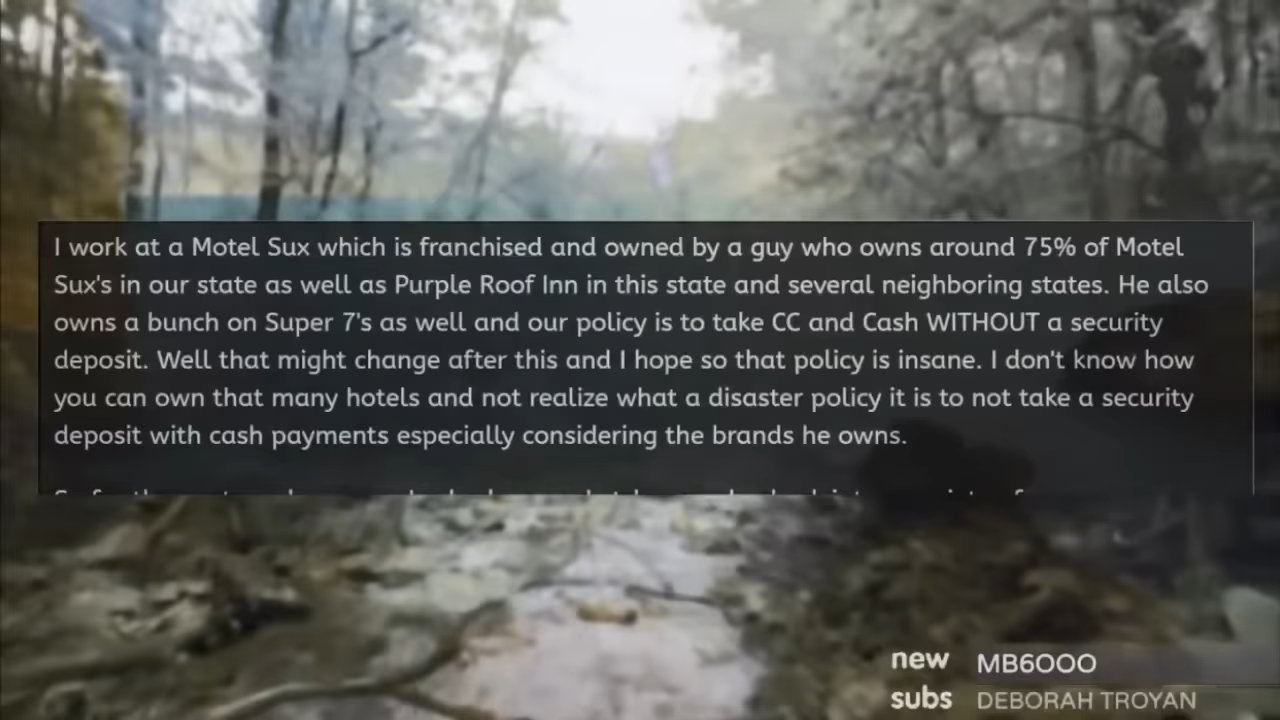 I work at a Motel Sux which is franchised and owned by a guy who owns around 75% of Motel
Sux's in our state as well as Purple Roof Inn in this state and several neighboring states. He also
owns a bunch on Super 7's as well and our policy is to take CC and Cash WITHOUT a security
deposit. Well that might change after this and I hope so that policy is insane. I don't know how
you can own that many hotels and not realize what a disaster policy it is to not take a security
deposit with cash payments especially considering the brands he owns.
new MB6000
subs DEBORAH TROYAN